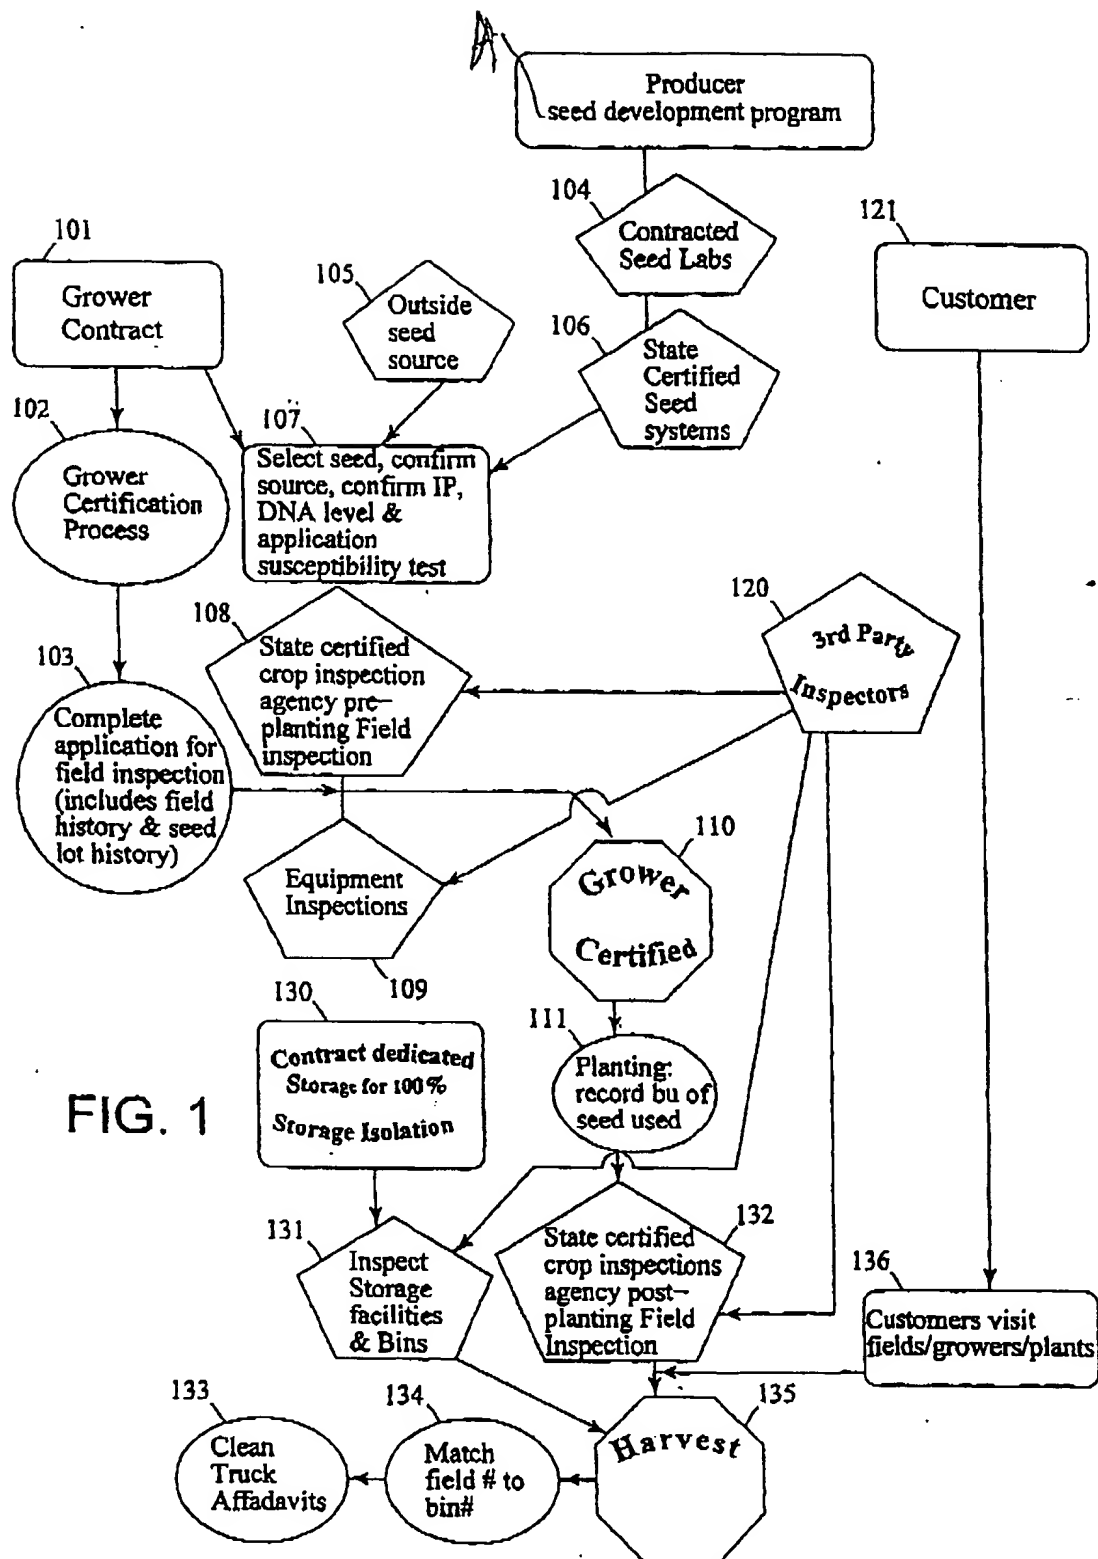 Producer
seed development program
104
Contracted
Seed Labs
121
Customer
101
Grower
Contract
105
Outside
seed
source
106
State
Certified
Seed
systems
102
Grower
Certification
Process
107
Select seed, confirm
source, confirm IP,
DNA level &
application
susceptibility test
108
State certified
crop inspection
agency pre-
planting Field
inspection
120
3rd Party
Inspectors
103
Complete
application for
field inspection
(includes field
history & seed
lot history)
Equipment
Inspections
109
110
Grower
Certified
130
Contract dedicated
Storage for 100%
Storage Isolation
111
Planting:
record bu of
seed used
FIG. 1
131
Inspect
Storage
facilities
& Bins
132
State certified
crop inspections
agency post-
planting Field
Inspection
136
Customers visit
fields/growers/plants
133
Clean
Truck
Affadavits
134
Match
field # to
bin#
135
Harvest